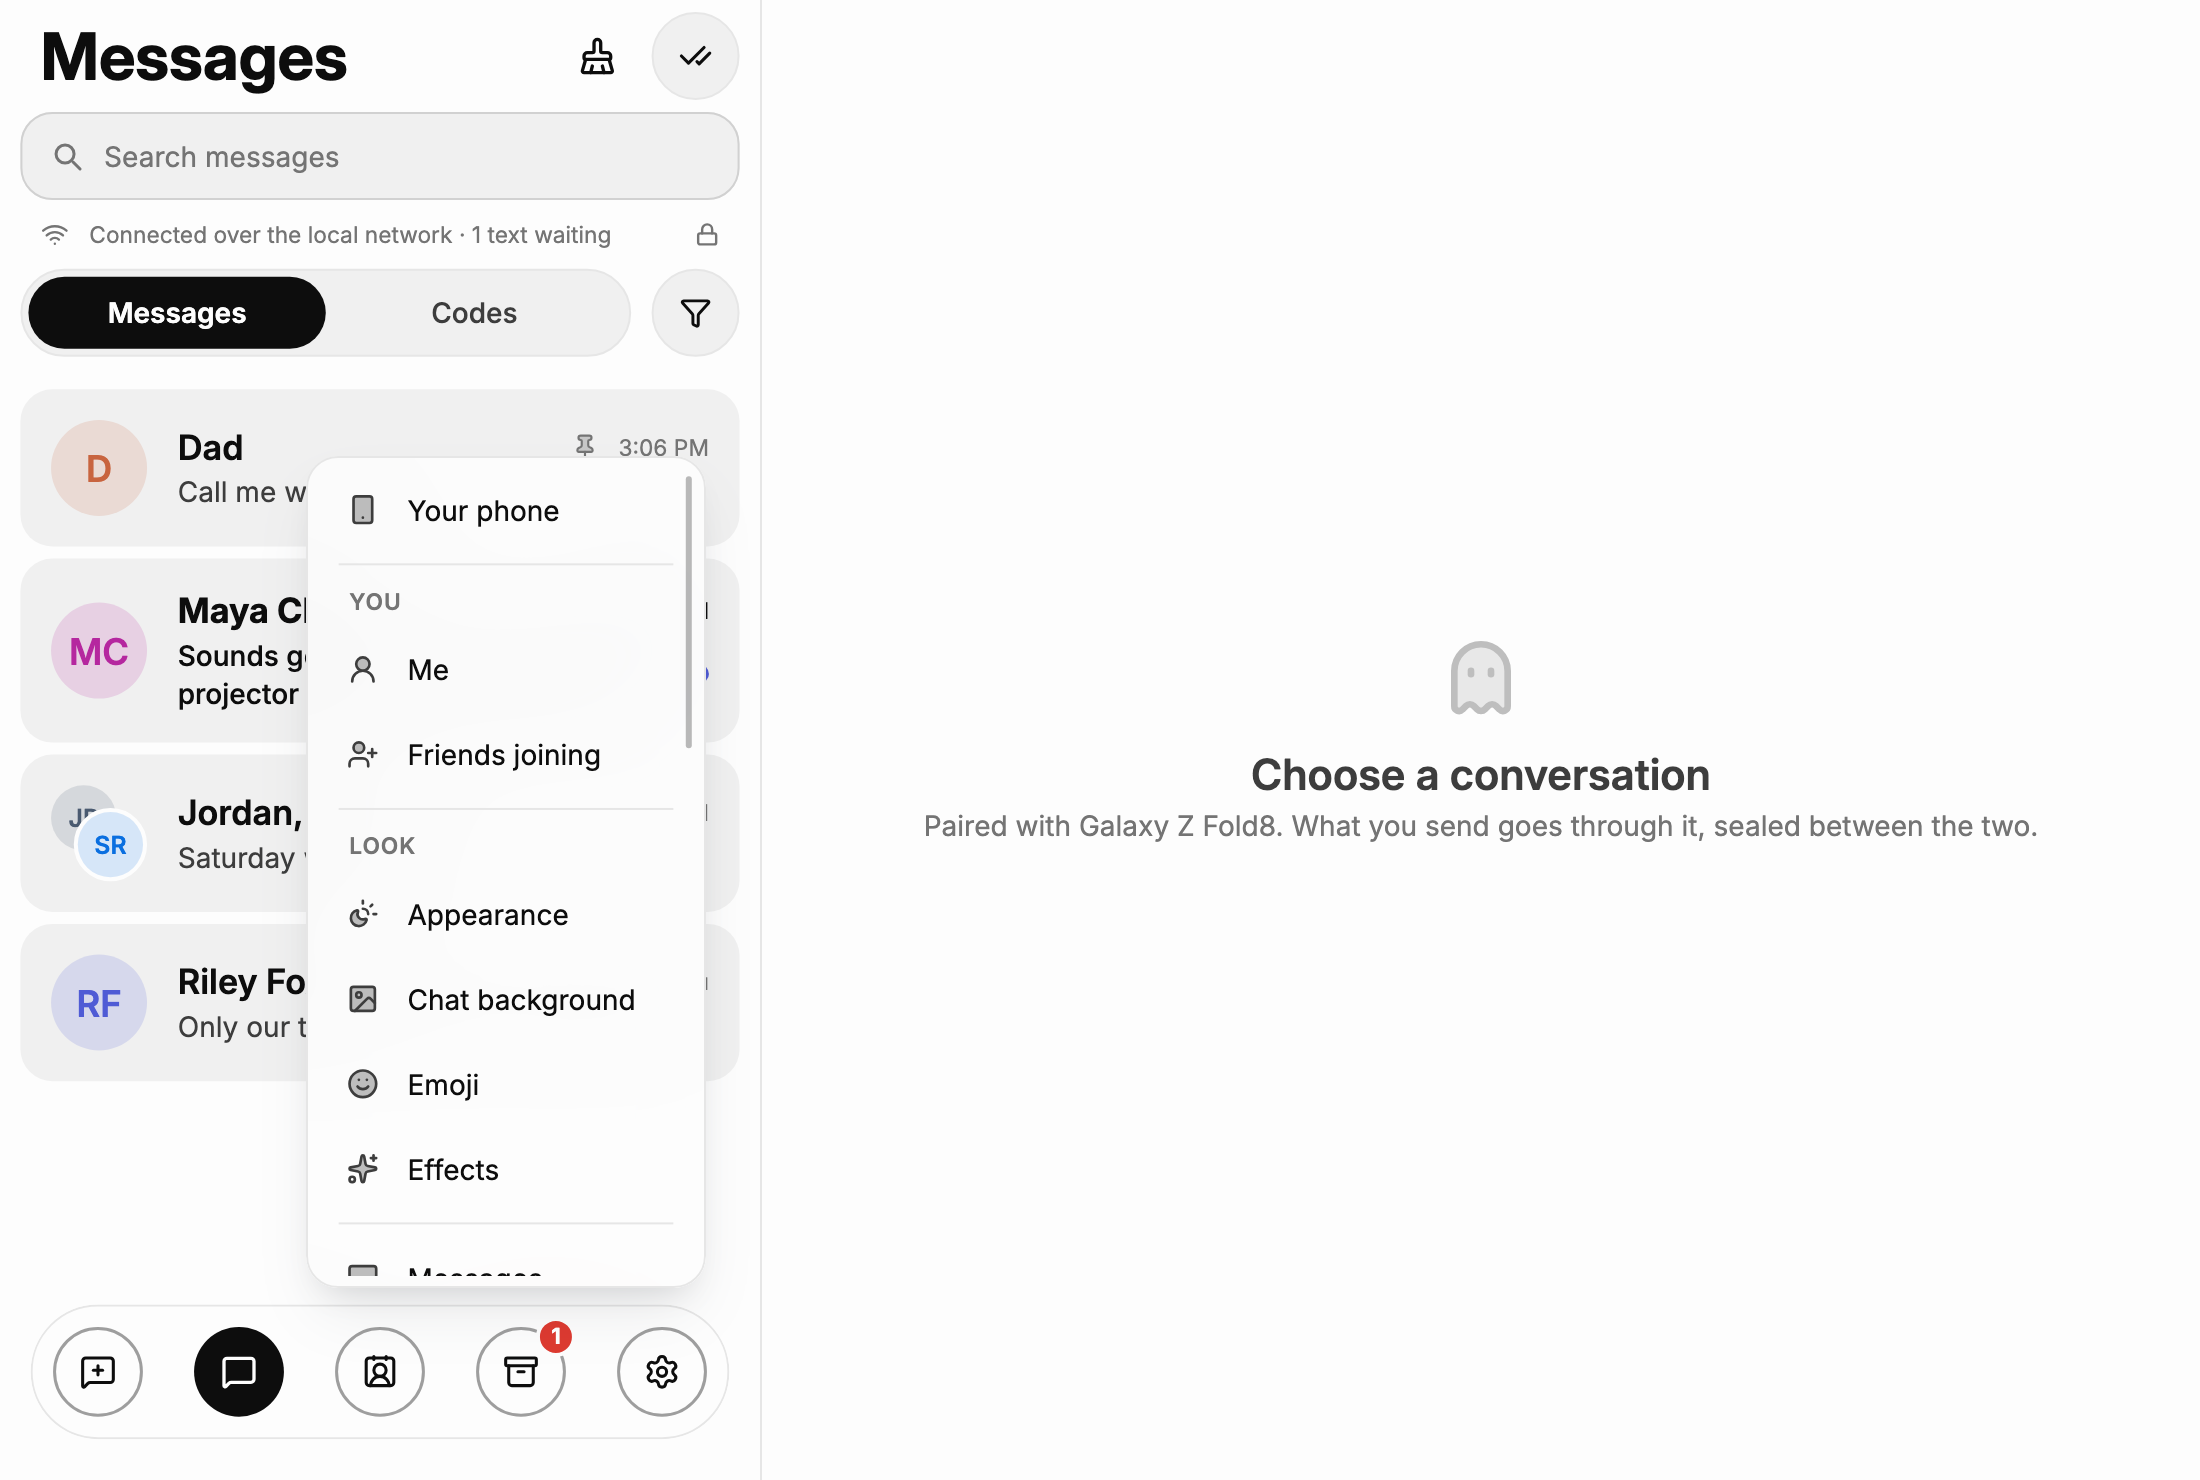 Messages
Search messages
Connected over the local network · 1 text waiting
Messages
Codes
D
Dad
3:06 PM
Call me
MC
Maya
Sounds
projector
SR
Jordan,
Saturday
RF
Riley
Only our
Your phone
YOU
Me
Friends joining
LOOK
Appearance
Chat background
Emoji
Effects
1
Choose a conversation
Paired with Galaxy Z Fold8. What you send goes through it, sealed between the two.